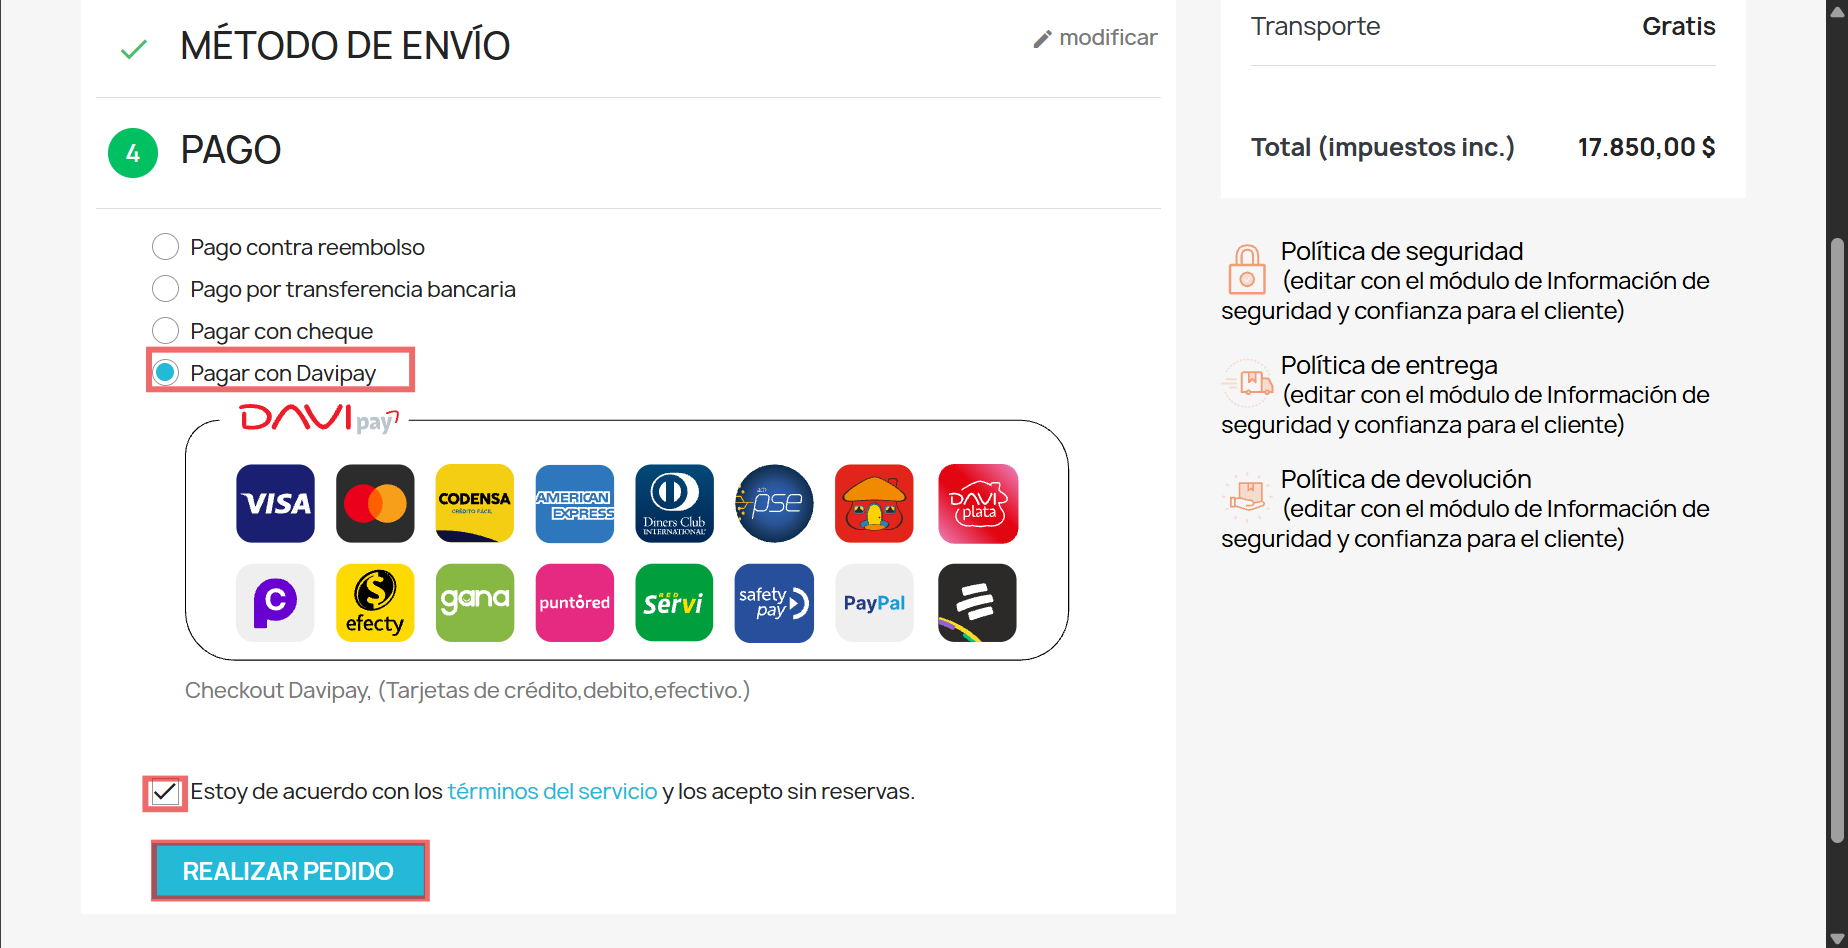 MÉTODO DE ENVÍO
modificar
4
PAGO
Pago contra reembolso
Pago por transferencia bancaria
Pagar con cheque
Pagar con Davipay
DAVIpay
VISA
CODENSA
CRÉDITO FÁCIL
AMERICAN
EXPRESS
Diners Club
INTERNATIONAL
pse
DAVI
plata
C
$
efecty
gana
puntored
RED
Servi
safety
pay
PayPal
Checkout Davipay, (Tarjetas de crédito,debito,efectivo.)
Estoy de acuerdo con los términos del servicio y los acepto sin reservas.
REALIZAR PEDIDO
Transporte Gratis
Total (impuestos inc.) 17.850,00 $
Política de seguridad
(editar con el módulo de Información de
seguridad y confianza para el cliente)
Política de entrega
(editar con el módulo de Información de
seguridad y confianza para el cliente)
Política de devolución
(editar con el módulo de Información de
seguridad y confianza para el cliente)